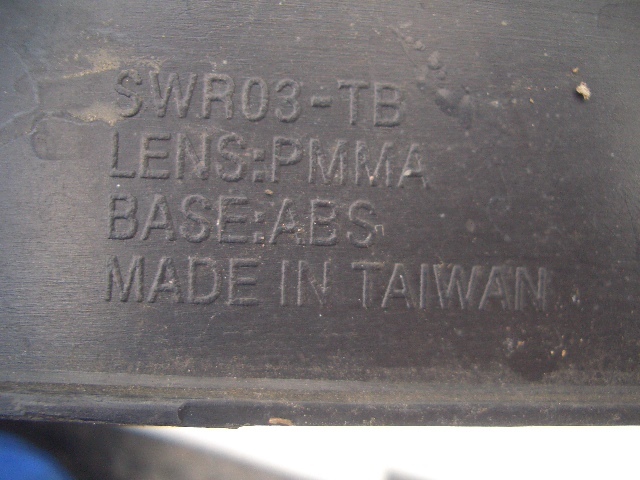 SWR03-TB
LENS:PMMA
BASE:ABS
MADE IN TAIWAN